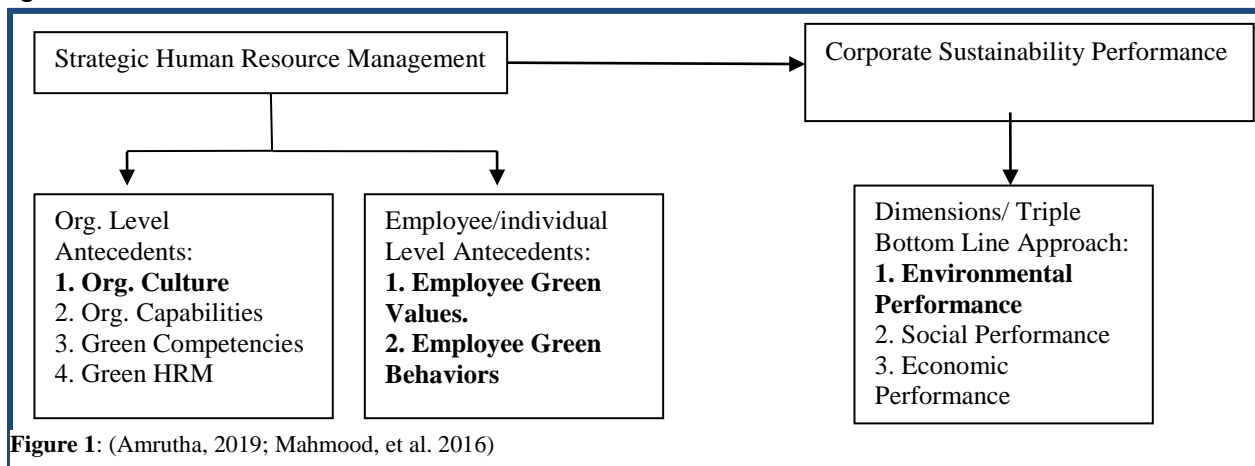 Strategic Human Resource Management
Corporate Sustainability Performance
Org. Level
Antecedents:
1. Org. Culture
2. Org. Capabilities
3. Green Competencies
4. Green HRM
Employee/individual
Level Antecedents:
1. Employee Green
Values.
2. Employee Green
Behaviors
Dimensions/ Triple
Bottom Line Approach:
1. Environmental
Performance
2. Social Performance
3. Economic
Performance
Figure 1: (Amrutha, 2019; Mahmood, et al. 2016)